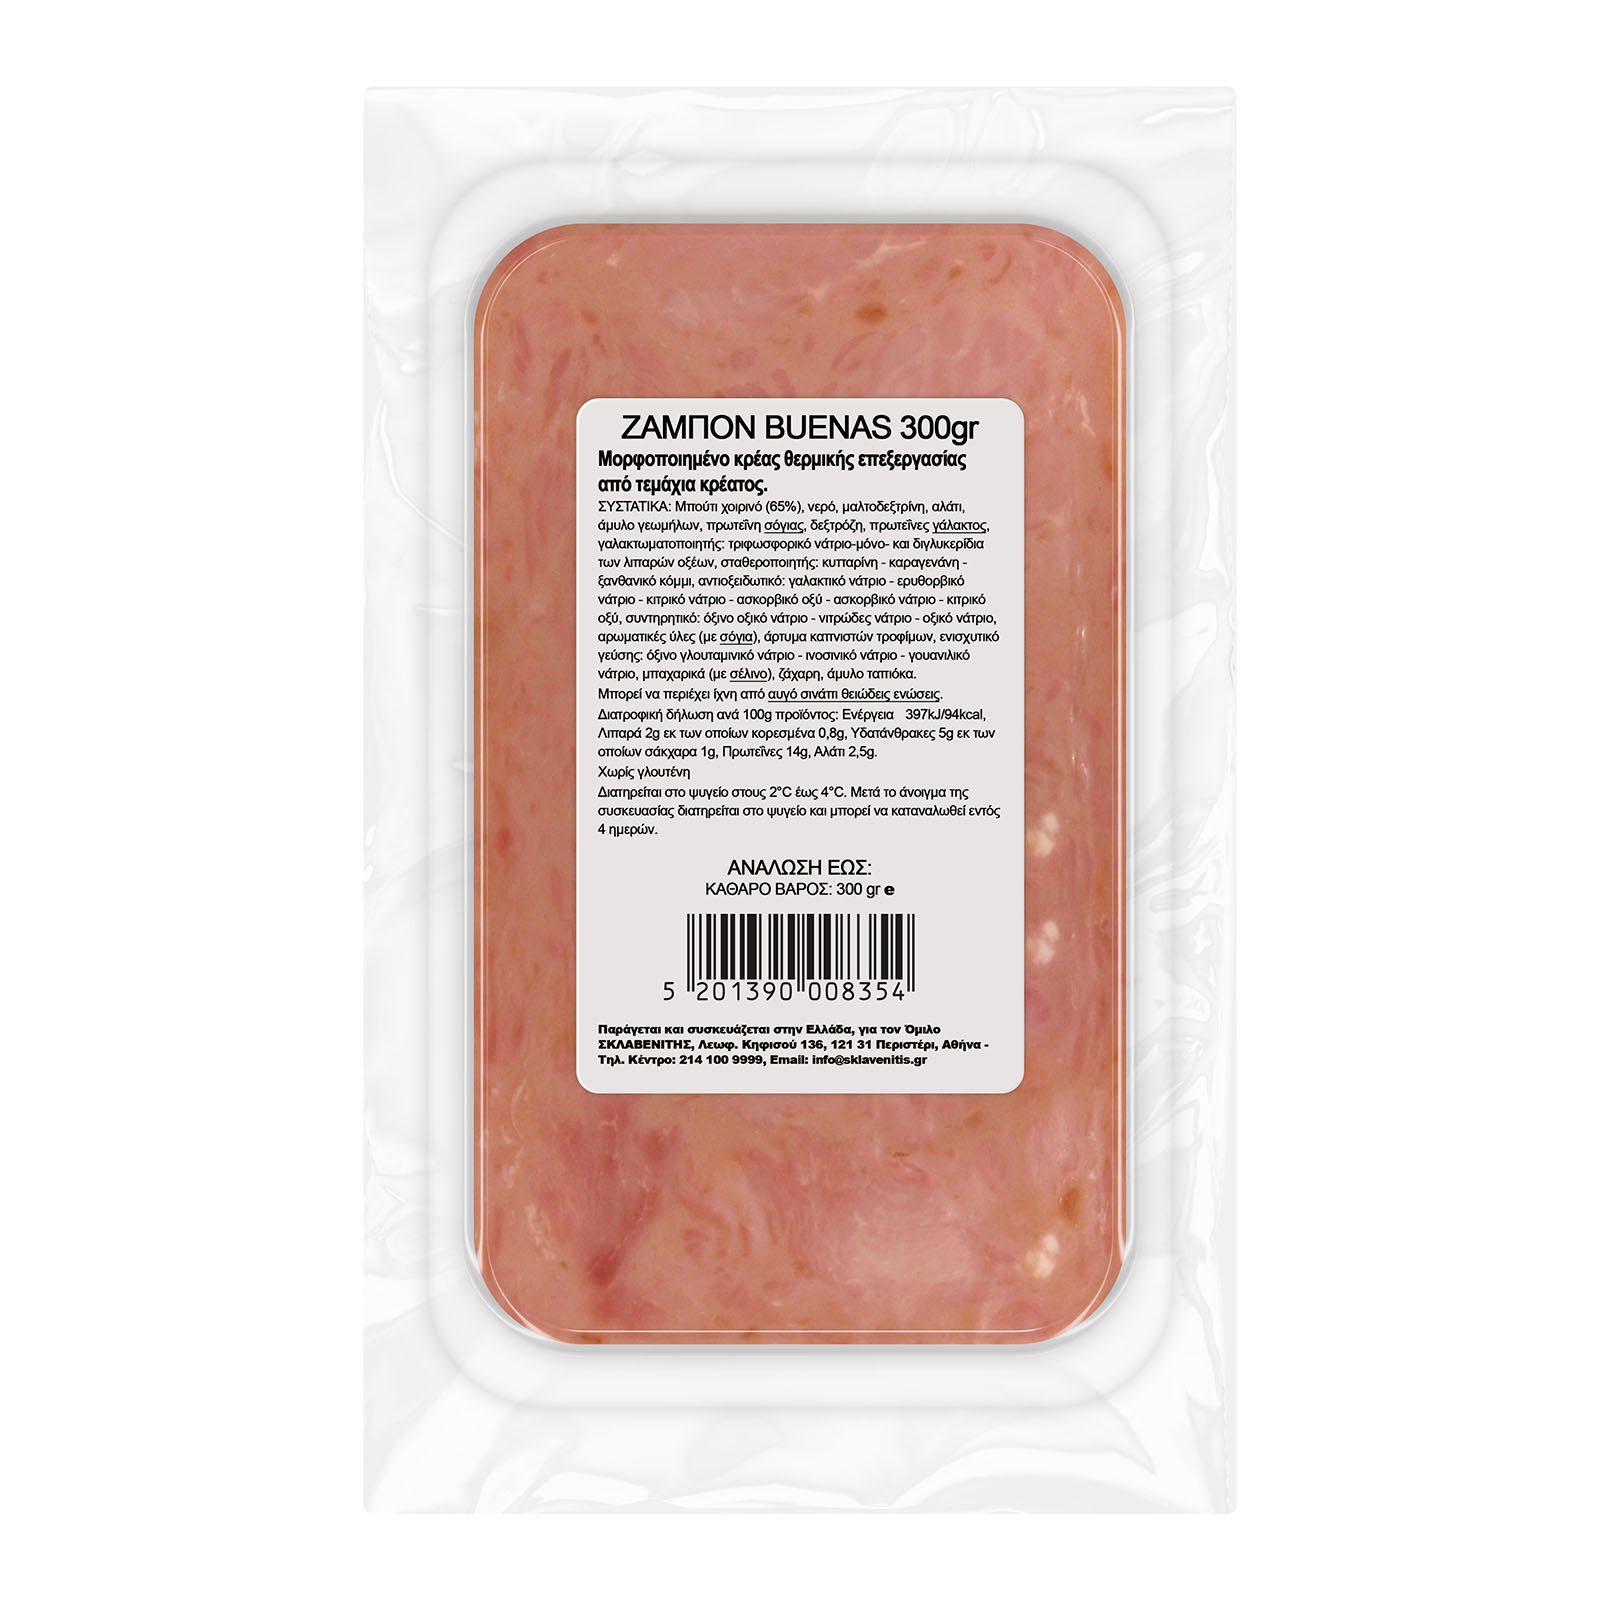 ΖΑΜΠΟΝ BUENAS 300gr
Μορφοποιημένο κρέας θερμικής επεξεργασίας
από τεμάχια κρέατος.
ΣΥΣΤΑΤΙΚΑ: Μπούτι χοιρινό (65%), νερό, μαλτοδεξτρίνη, αλάτι,
άμυλο γεωμήλων, πρωτεΐνη σόγιας, δεξτρόζη, πρωτεΐνες γάλακτος,
γαλακτωματοποιητής: τριφωσφορικό νάτριο-μόνο- και διγλυκερίδια
των λιπαρών οξέων, σταθεροποιητής: κυτταρίνη - καραγενάνη -
ξανθανικό κόμμι, αντιοξειδωτικό: γαλακτικό νάτριο - ερυθορβικό
νάτριο - κιτρικό νάτριο - ασκορβικό οξύ - ασκορβικό νάτριο - κιτρικό
οξύ, συντηρητικό: όξινο οξικό νάτριο - νιτρώδες νάτριο - οξικό νάτριο,
αρωματικές ύλες (με σόγια), άρτυμα καπνιστών τροφίμων, ενισχυτικό
γεύσης: όξινο γλουταμινικό νάτριο - ινοσινικό νάτριο - γουανιλικό
νάτριο, μπαχαρικά (με σέλινο), ζάχαρη, άμυλο ταπιόκα.
Μπορεί να περιέχει ίχνη από αυγό σινάπι θειώδεις ενώσεις.
Διατροφική δήλωση ανά 100g προϊόντος: Ενέργεια 397kJ/94kcal,
Λιπαρά 2g εκ των οποίων κορεσμένα 0,8g, Υδατάνθρακες 5g εκ των
οποίων σάκχαρα 1g, Πρωτεΐνες 14g, Αλάτι 2,5g.
Χωρίς γλουτένη
Διατηρείται στο ψυγείο στους 2°C έως 4°C. Μετά το άνοιγμα της
συσκευασίας διατηρείται στο ψυγείο και μπορεί να καταναλωθεί εντός
4 ημερών.
ΑΝΑΛΩΣΗ ΕΩΣ:
ΚΑΘΑΡΟ ΒΑΡΟΣ: 300 gr e
5 201390 008354
Παράγεται και συσκευάζεται στην Ελλάδα, για τον Όμιλο
ΣΚΛΑΒΕΝΙΤΗΣ, Λεωφ. Κηφισού 136, 121 31 Περιστέρι, Αθήνα -
Τηλ. Κέντρο: 214 100 9999, Email: info@sklavenitis.gr